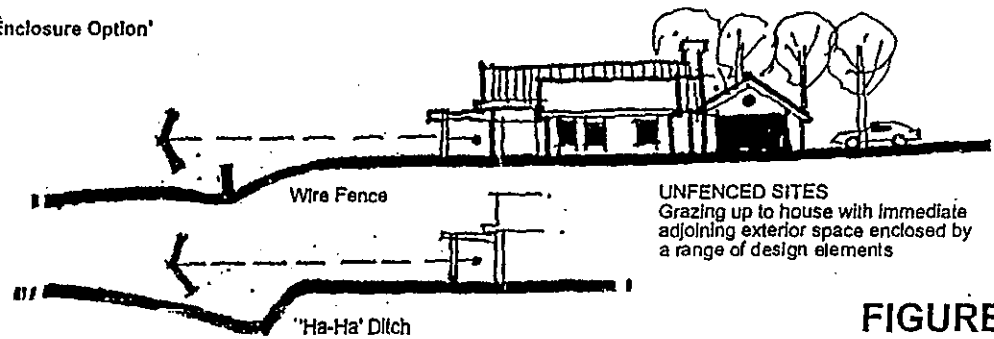 Enclosure Option'
Wire Fence
UNFENCED SITES
Grazing up to house with immediate
adjoining exterior space enclosed by
a range of design elements
"Ha-Ha' Ditch
FIGURE